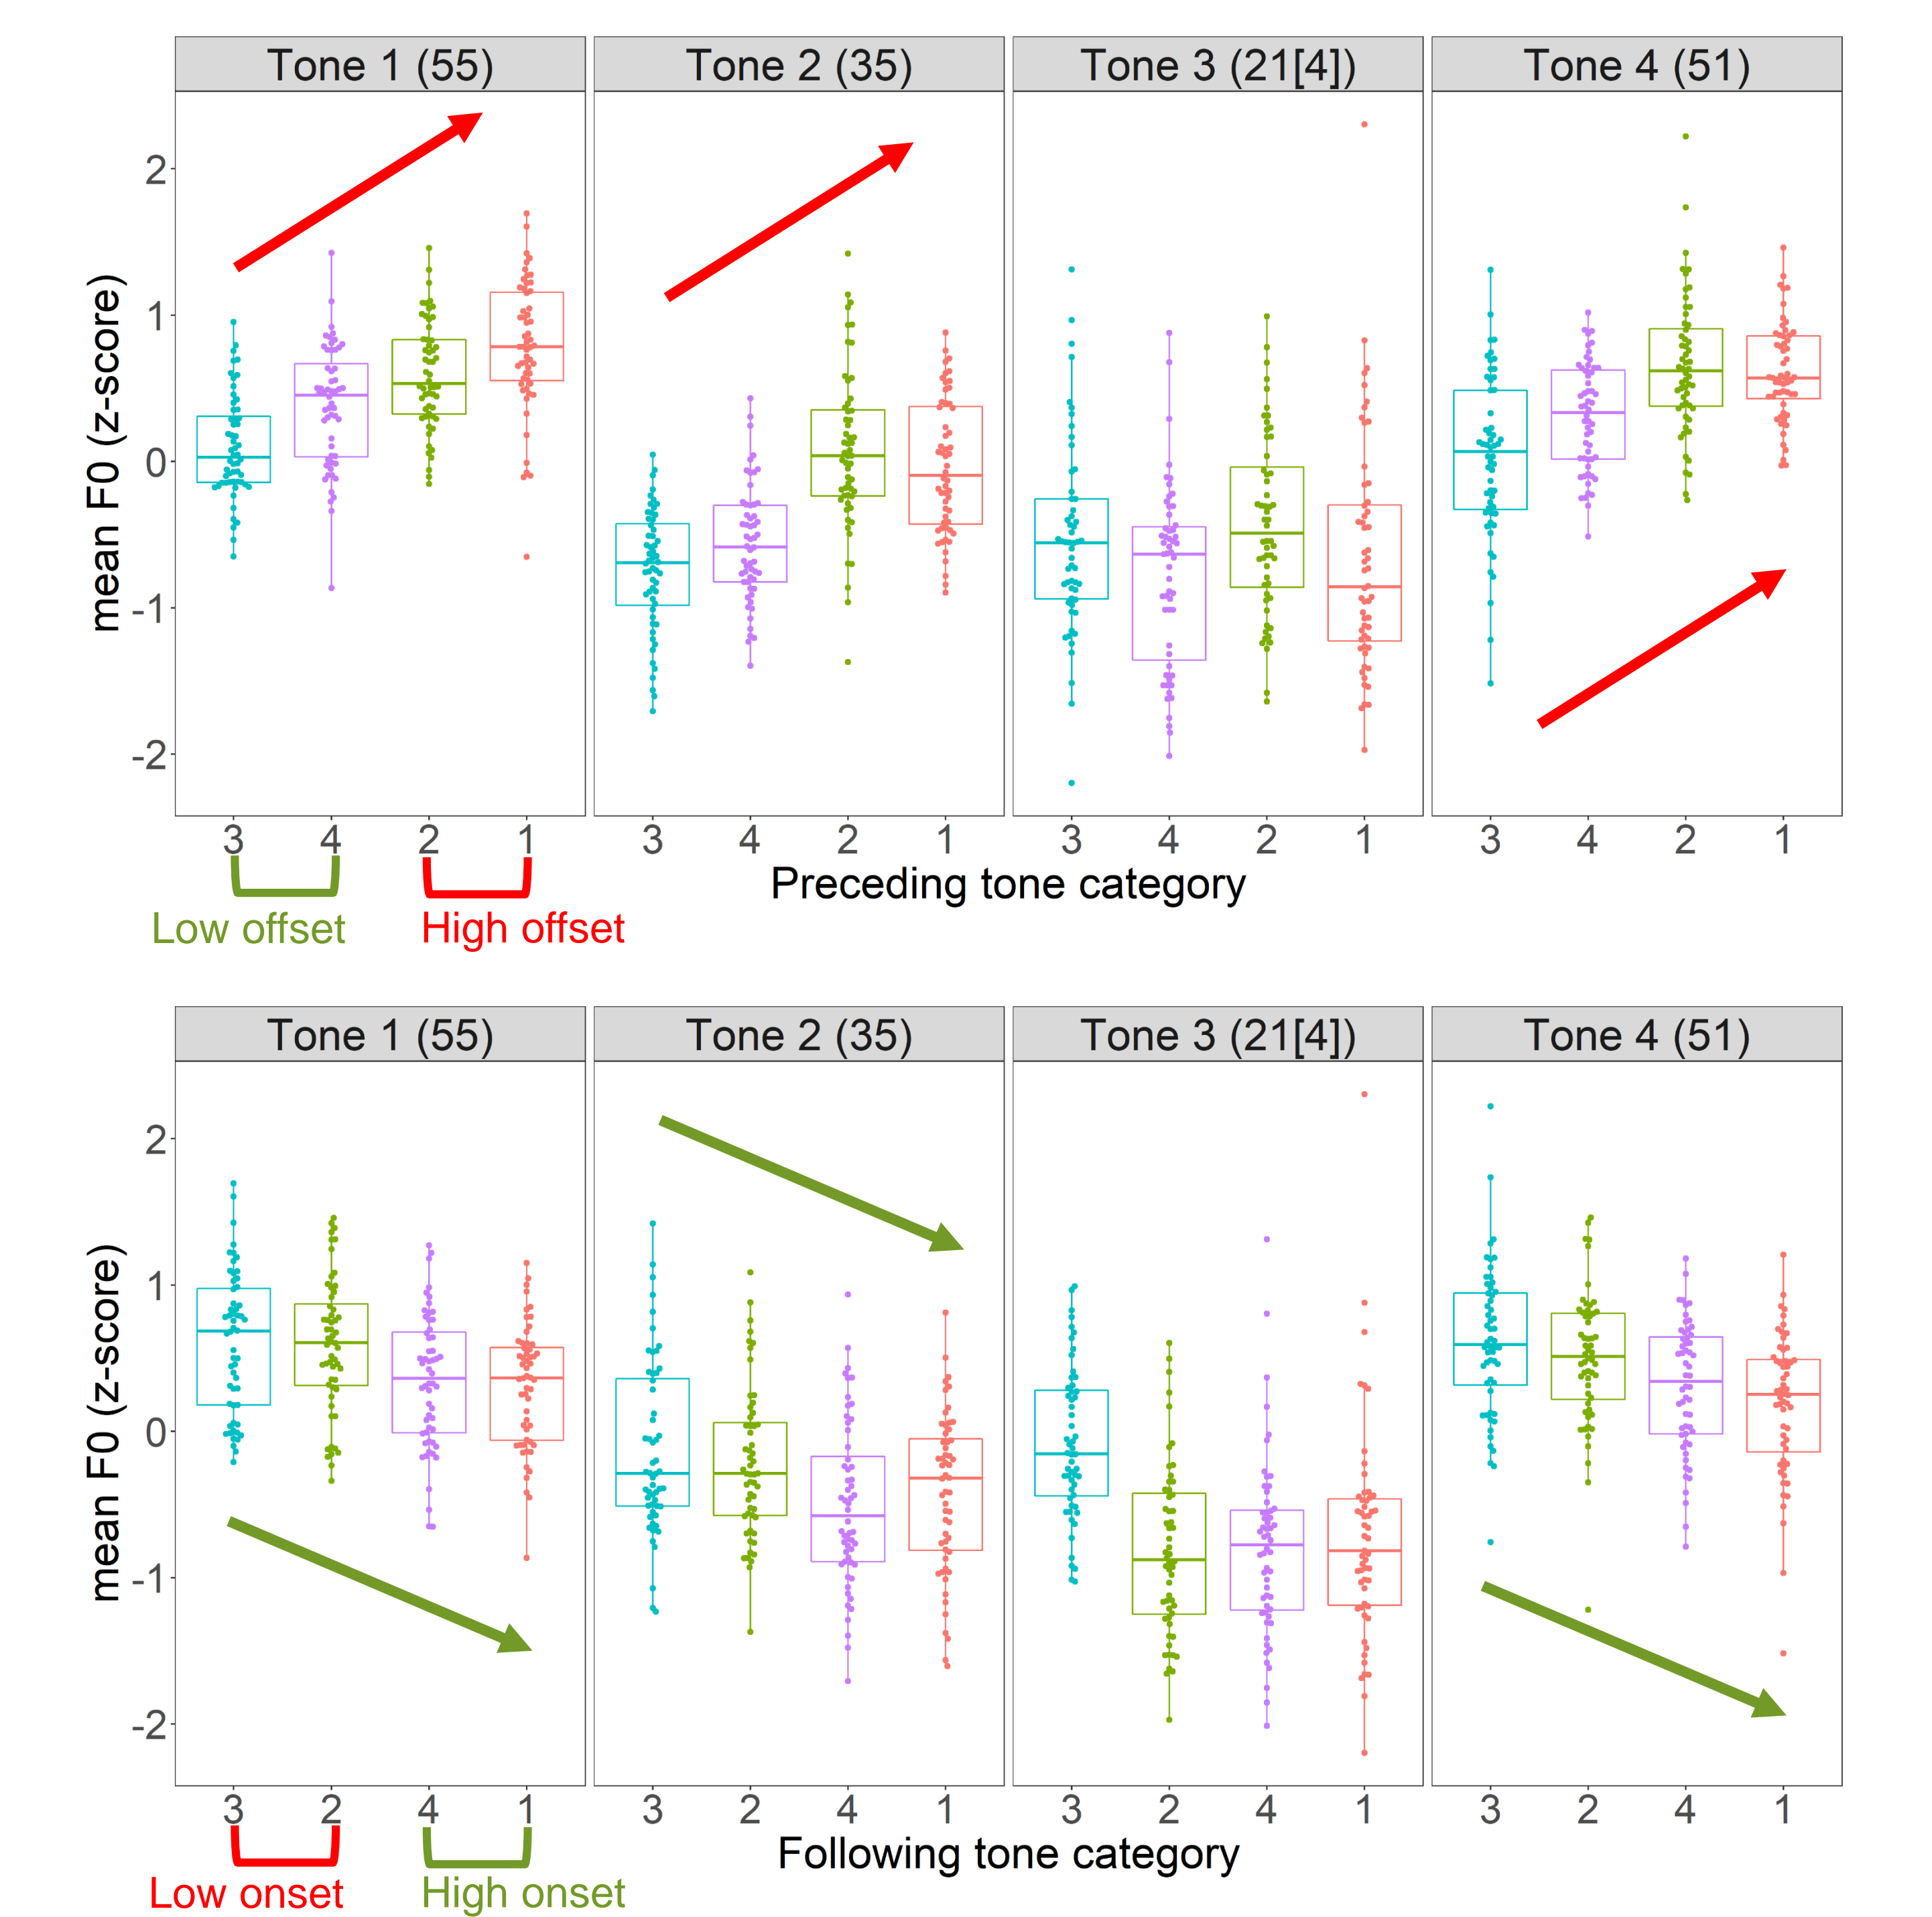 Tone 1 (55) Tone 2 (35) Tone 3 (21[4]) Tone 4 (51)
mean F0 (z-score)
2
1
0
-1
-2
3 4 2 1 3 4 2 1 3 4 2 1 3 4 2 1
Preceding tone category
Low offset High offset
Tone 1 (55) Tone 2 (35) Tone 3 (21[4]) Tone 4 (51)
mean F0 (z-score)
2
1
0
-1
-2
3 2 4 1 3 2 4 1 3 2 4 1 3 2 4 1
Following tone category
Low onset High onset